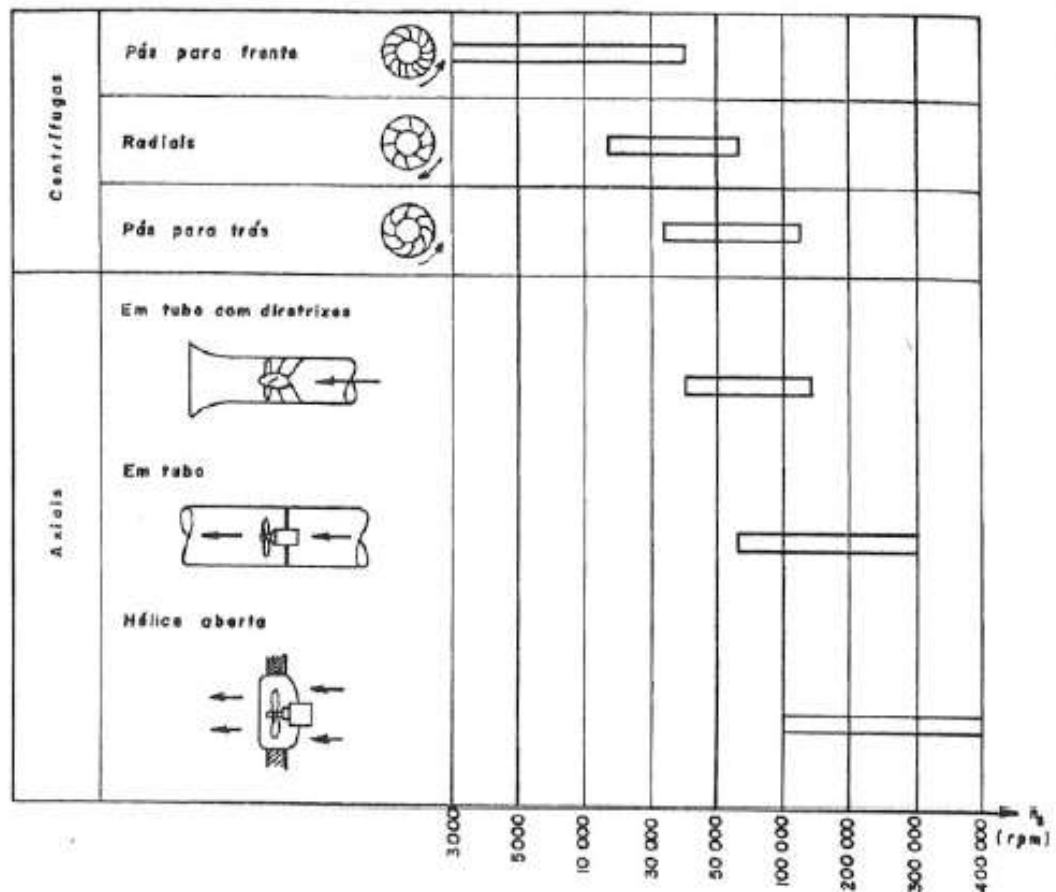 Centrífugas
Pás para frente
Radiais
Pás para trás
Axiais
Em tubo com diretrizes
Em tubo
Hélice aberta
3000
5000
10 000
30 000
50 000
100 000
200 000
300 000
400 000
(rpm)